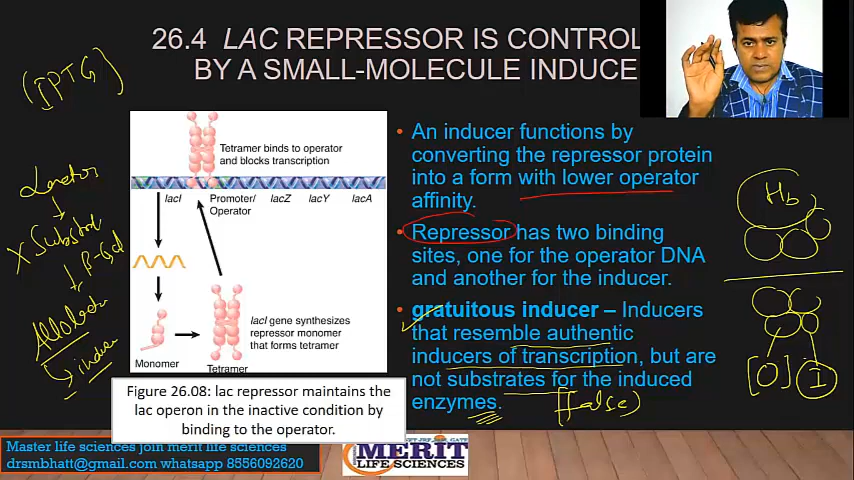 26.4 LAC REPRESSOR IS CONTROL
BY A SMALL-MOLECULE INDUCE
(IPTG)
Tetramer binds to operator
and blocks transcription
lacI Promoter/ lacZ lacY lacA
Operator
lacI gene synthesizes
repressor monomer
that forms tetramer
Monomer
Tetramer
Figure 26.08: lac repressor maintains the
lac operon in the inactive condition by
binding to the operator.
• An inducer functions by
converting the repressor protein
into a form with lower operator
affinity.
• Repressor has two binding
sites, one for the operator DNA
and another for the inducer.
• gratuitous inducer – Inducers
that resemble authentic
inducers of transcription, but are
not substrates for the induced
enzymes.
(false)
Hb
[O] I
X Substrat
Master life sciences join merit life sciences
drsmbhatt@gmail.com whatsapp 8556092620
MERIT
LIFE SCIENCES